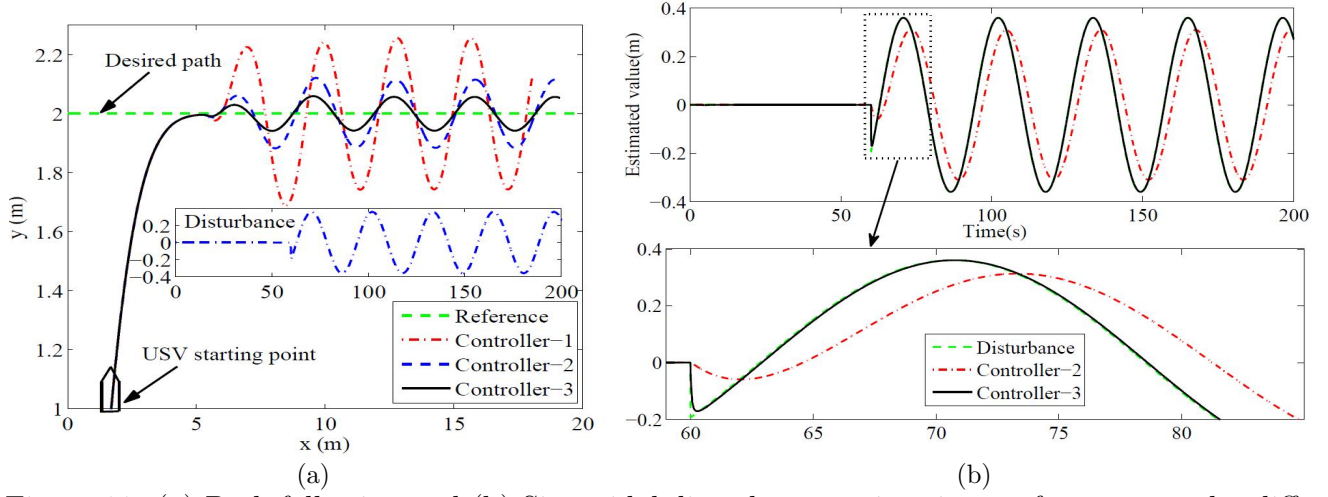 2.2
2
1.8
1.6
1.4
1.2
1
y (m)
Desired path
Disturbance
0.2
0
−0.2
−0.4
0 50 100 150 200
USV starting point
Reference
Controller−1
Controller−2
Controller−3
0 5 10 15 20
x (m)
(a)
0.4
0.2
0
−0.2
−0.4
Estimated value(m)
0 50 100 150 200
Time(s)
0.4
0.2
0
−0.2
Disturbance
Controller−2
Controller−3
60 65 70 75 80
(b)